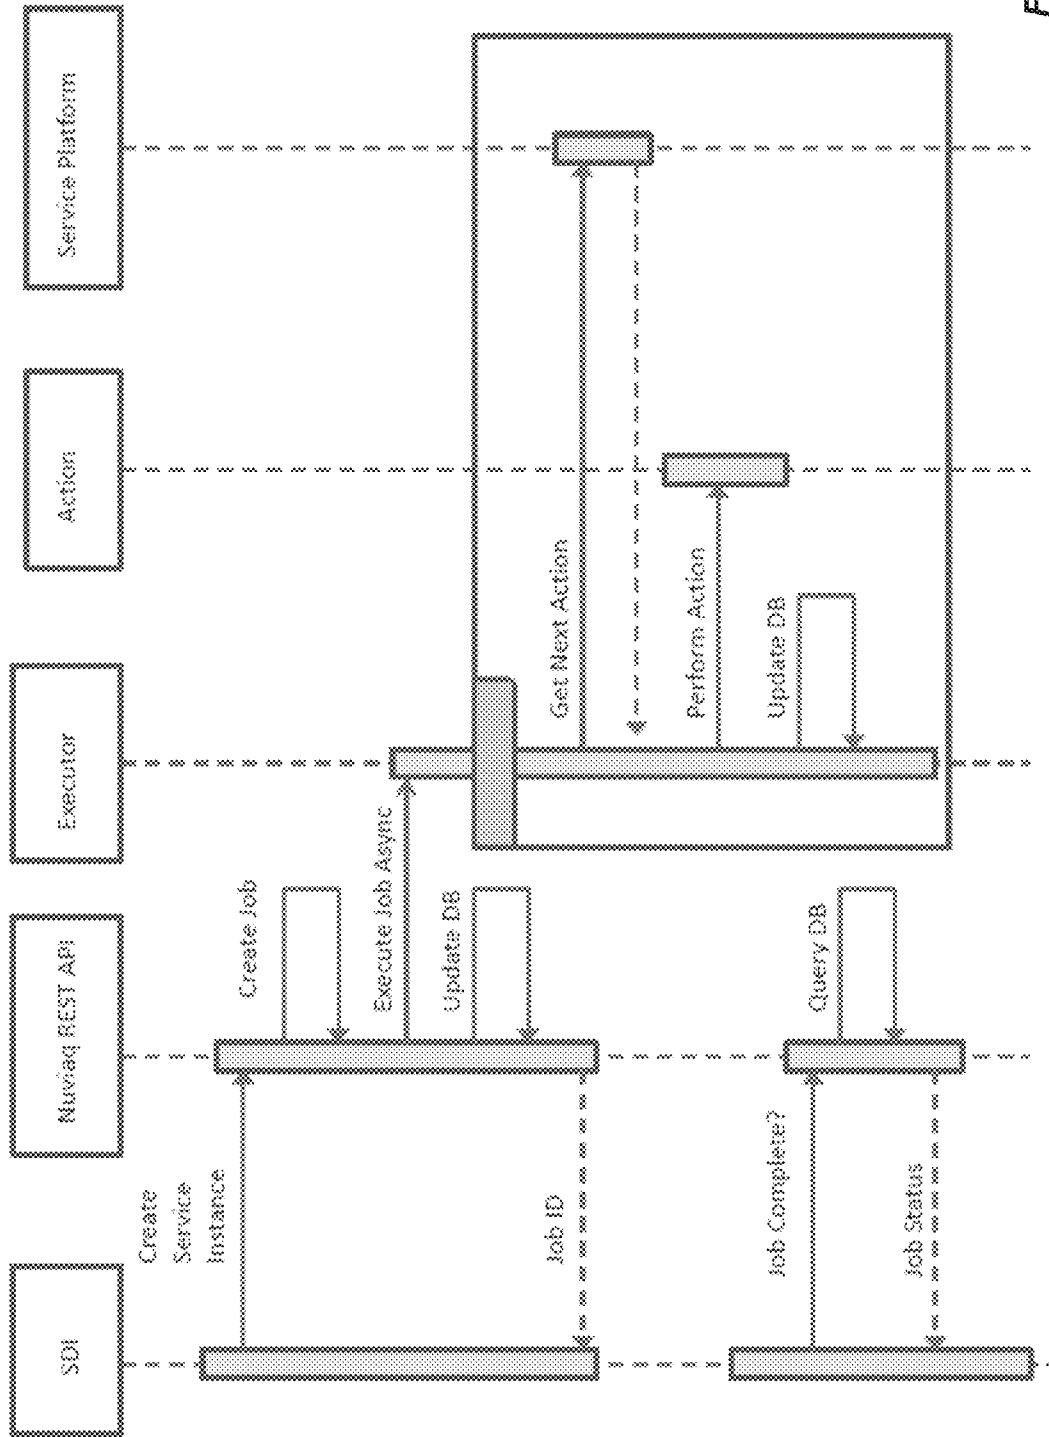 SDI
Nuviaq REST API
Executor
Action
Service Platform
Create
Service
Instance
Create Job
Execute Job Async
Update DB
Job ID
Get Next Action
Perform Action
Update DB
Job Complete?
Query DB
Job Status